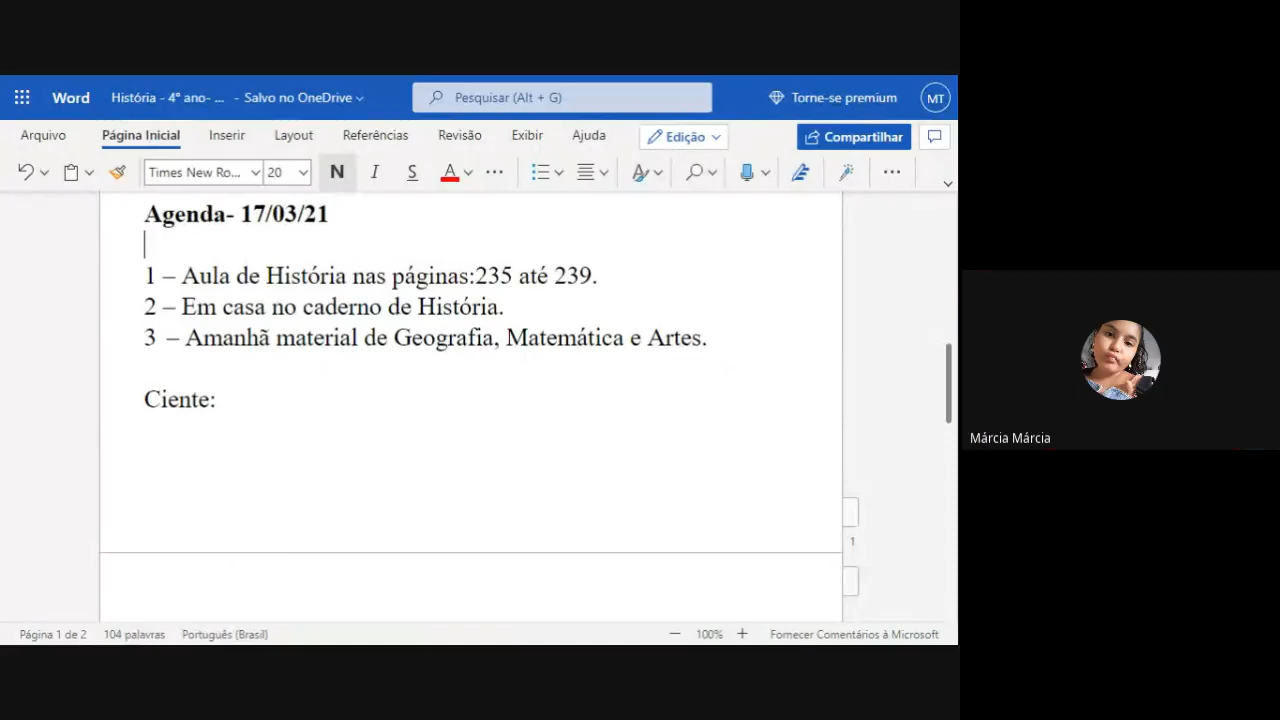 Word História - 4º ano- ... - Salvo no OneDrive Pesquisar (Alt + G) Torne-se premium MT
Arquivo Página Inicial Inserir Layout Referências Revisão Exibir Ajuda Edição Compartilhar
Times New Ro... 20 N I S A ...
Agenda- 17/03/21
1 – Aula de História nas páginas:235 até 239.
2 – Em casa no caderno de História.
3 – Amanhã material de Geografia, Matemática e Artes.
Ciente:
1
Página 1 de 2 104 palavras Português (Brasil) 100% Fornecer Comentários à Microsoft
Márcia Márcia